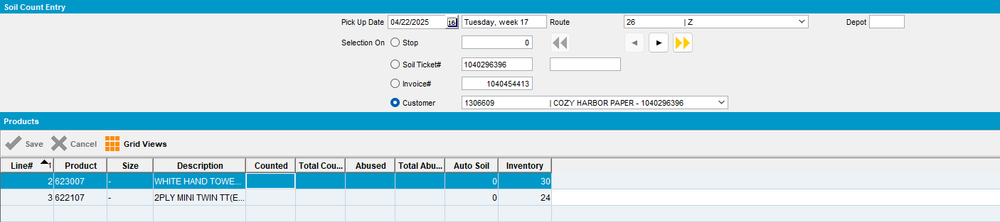 Soil Count Entry
Pick Up Date 04/22/2025 16 Tuesday, week 17 Route 26 | Z Depot
Selection On Stop 0
Soil Ticket# 1040296396
Invoice# 1040454413
Customer 1306609 | COZY HARBOR PAPER - 1040296396
Products
Save Cancel Grid Views
Line# 1 Product Size Description Counted Total Cou... Abused Total Abu... Auto Soil Inventory
2 623007 - WHITE HAND TOWE... 0 30
3 622107 - 2PLY MINI TWIN TT(E... 0 24